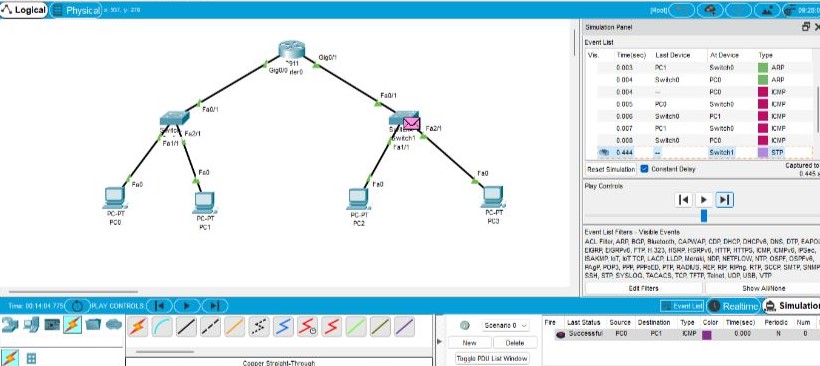 Logical
Physical
x: 557, y: 276
[Root]
Simulation Panel
Event List
Vis.
Time(sec)
Last Device
At Device
Type
0.003
PC1
Switch0
ARP
0.004
Switch0
PC0
ARP
0.004
--
PC0
ICMP
0.005
PC0
Switch0
ICMP
0.006
Switch0
PC1
ICMP
0.007
PC1
Switch0
ICMP
0.008
Switch0
PC0
ICMP
0.444
--
Switch1
STP
Reset Simulation
Constant Delay
Captured to
0.445 s
Play Controls
Event List Filters - Visible Events
ACL Filter, ARP, BGP, Bluetooth, CAPWAP, CDP, DHCP, DHCPv6, DNS, DTP, EAPOL
EIGRP, EIGRPv6, FTP, H.323, HSRP, HSRPv6, HTTP, HTTPS, ICMP, ICMPv6, IPSec,
ISAKMP, IoT, IoT TCP, LACP, LLDP, Meraki, NDP, NETFLOW, NTP, OSPF, OSPFv6,
PAgP, POP3, PPP, PPPoED, PTP, RADIUS, REP, RIP, RIPng, RTP, SCCP, SMTP, SNMP
SSH, STP, SYSLOG, TACACS, TCP, TFTP, Telnet, UDP, USB, VTP
Edit Filters
Show All/None
Gig0/0
Gig0/1
Fa0/1
Fa0/1
Fa1/1
Fa2/1
Switch1
Fa1/1
Fa2/1
Fa0
Fa0
Fa0
Fa0
PC-PT
PC0
PC-PT
PC1
PC-PT
PC2
PC-PT
PC3
Time: 00:14:04.775
PLAY CONTROLS:
Event List
Realtime
Simulation
Copper Straight-Through
Scenario 0
New
Delete
Toggle PDU List Window
Fire
Last Status
Source
Destination
Type
Color
Time(sec)
Periodic
Num
Successful
PC0
PC1
ICMP
0.000
N
0